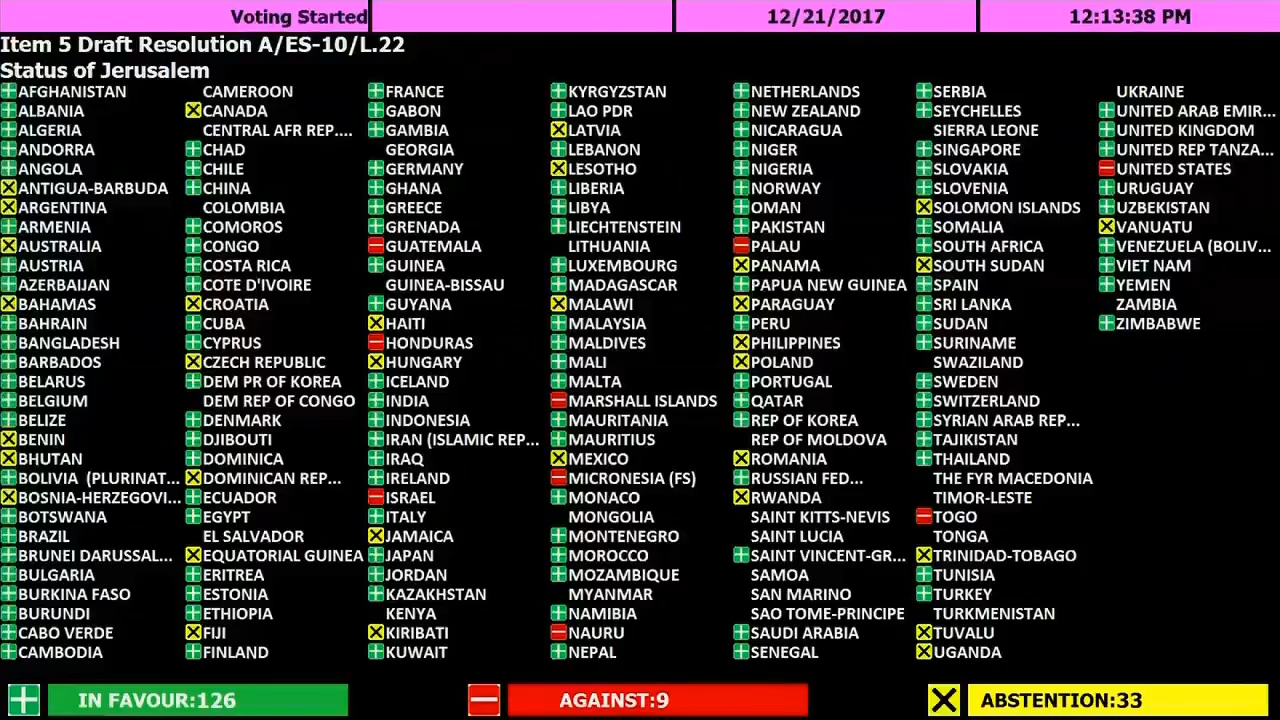 Voting Started 12/21/2017 12:13:38 PM
Item 5 Draft Resolution A/ES-10/L.22
Status of Jerusalem
AFGHANISTAN CAMEROON FRANCE KYRGYZSTAN NETHERLANDS SERBIA UKRAINE
ALBANIA CANADA GABON LAO PDR NEW ZEALAND SEYCHELLES UNITED ARAB EMIR...
ALGERIA CENTRAL AFR REP.... GAMBIA LATVIA NICARAGUA SIERRA LEONE UNITED KINGDOM
ANDORRA CHAD GEORGIA LEBANON NIGER SINGAPORE UNITED REP TANZA...
ANGOLA CHILE GERMANY LESOTHO NIGERIA SLOVAKIA UNITED STATES
ANTIGUA-BARBUDA CHINA GHANA LIBERIA NORWAY SLOVENIA URUGUAY
ARGENTINA COLOMBIA GREECE LIBYA OMAN SOLOMON ISLANDS UZBEKISTAN
ARMENIA COMOROS GRENADA LIECHTENSTEIN PAKISTAN SOMALIA VANUATU
AUSTRALIA CONGO GUATEMALA LITHUANIA PALAU SOUTH AFRICA VENEZUELA (BOLIV...
AUSTRIA COSTA RICA GUINEA LUXEMBOURG PANAMA SOUTH SUDAN VIET NAM
AZERBAIJAN COTE D'IVOIRE GUINEA-BISSAU MADAGASCAR PAPUA NEW GUINEA SPAIN YEMEN
BAHAMAS CROATIA GUYANA MALAWI PARAGUAY SRI LANKA ZAMBIA
BAHRAIN CUBA HAITI MALAYSIA PERU SUDAN ZIMBABWE
BANGLADESH CYPRUS HONDURAS MALDIVES PHILIPPINES SURINAME
BARBADOS CZECH REPUBLIC HUNGARY MALI POLAND SWAZILAND
BELARUS DEM PR OF KOREA ICELAND MALTA PORTUGAL SWEDEN
BELGIUM DEM REP OF CONGO INDIA MARSHALL ISLANDS QATAR SWITZERLAND
BELIZE DENMARK INDONESIA MAURITANIA REP OF KOREA SYRIAN ARAB REP...
BENIN DJIBOUTI IRAN (ISLAMIC REP... MAURITIUS REP OF MOLDOVA TAJIKISTAN
BHUTAN DOMINICA IRAQ MEXICO ROMANIA THAILAND
BOLIVIA (PLURINAT... DOMINICAN REP... IRELAND MICRONESIA (FS) RUSSIAN FED... THE FYR MACEDONIA
BOSNIA-HERZEGOVI... ECUADOR ISRAEL MONACO RWANDA TIMOR-LESTE
BOTSWANA EGYPT ITALY MONGOLIA SAINT KITTS-NEVIS TOGO
BRAZIL EL SALVADOR JAMAICA MONTENEGRO SAINT LUCIA TONGA
BRUNEI DARUSSAL... EQUATORIAL GUINEA JAPAN MOROCCO SAINT VINCENT-GR... TRINIDAD-TOBAGO
BULGARIA ERITREA JORDAN MOZAMBIQUE SAMOA TUNISIA
BURKINA FASO ESTONIA KAZAKHSTAN MYANMAR SAN MARINO TURKEY
BURUNDI ETHIOPIA KENYA NAMIBIA SAO TOME-PRINCIPE TURKMENISTAN
CABO VERDE FIJI KIRIBATI NAURU SAUDI ARABIA TUVALU
CAMBODIA FINLAND KUWAIT NEPAL SENEGAL UGANDA
IN FAVOUR:126 AGAINST:9 ABSTENTION:33